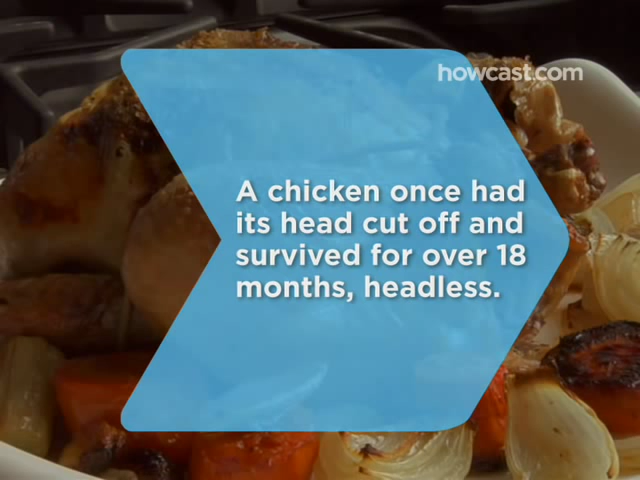 howcast.com
A chicken once had
its head cut off and
survived for over 18
months, headless.